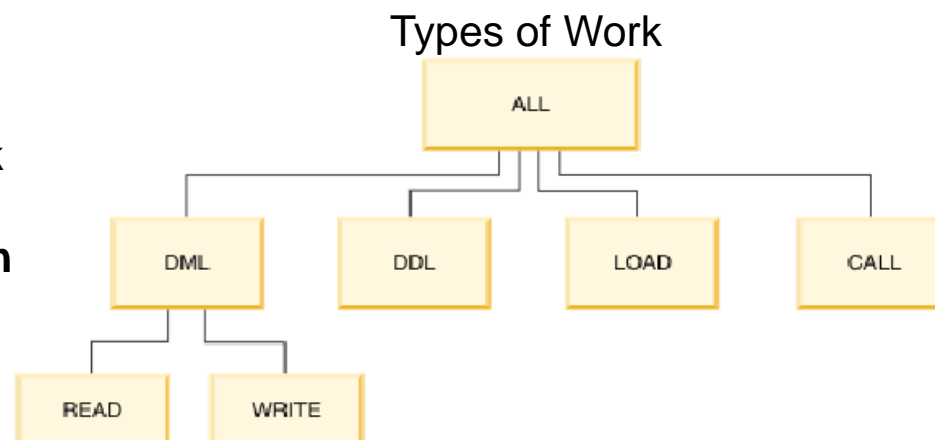 Types of Work
ALL
k
n
DML
DDL
LOAD
CALL
READ
WRITE